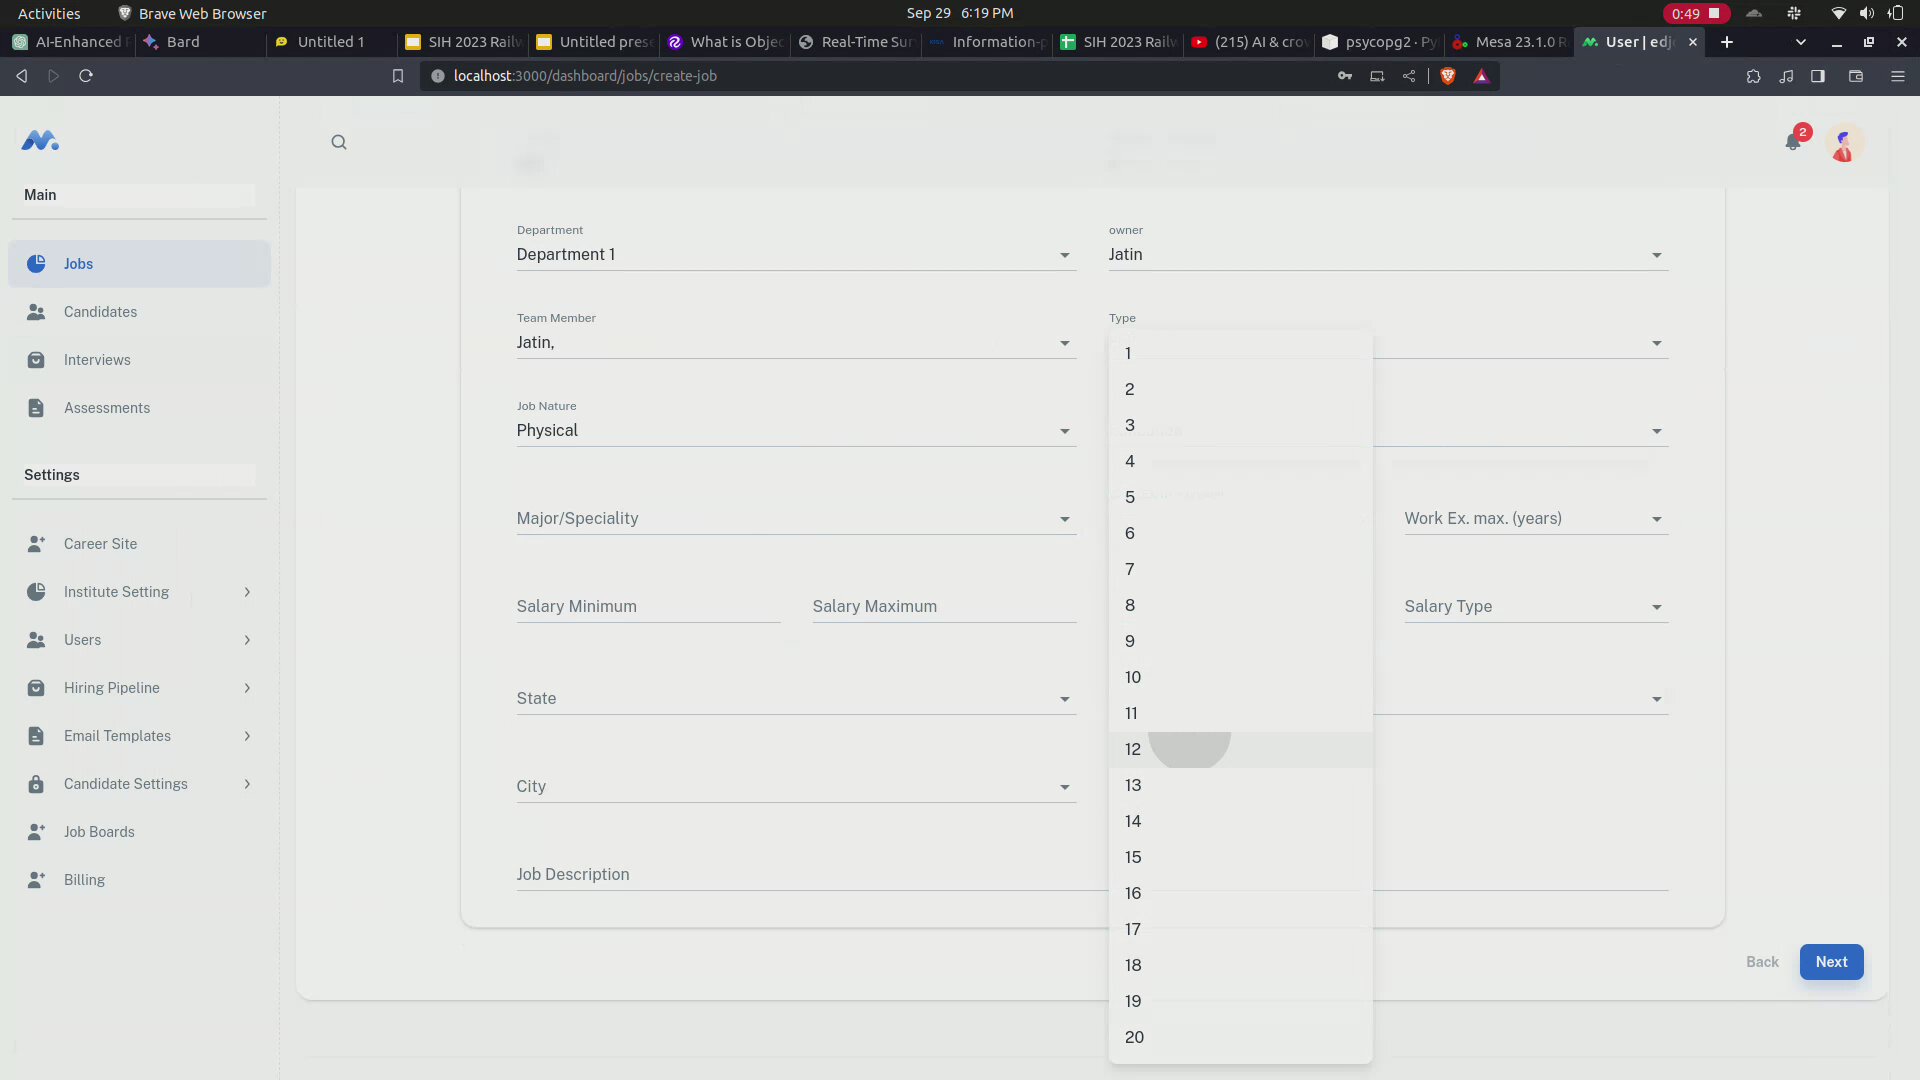 Activities
Brave Web Browser
Sep 29 6:19 PM
0:49
AI-Enhanced
Bard
Untitled 1
SIH 2023 Railw
Untitled prese
What is Objec
Real-Time Sur
Information-p
SIH 2023 Railw
(215) AI & crow
psycopg2 · Py
Mesa 23.1.0 R
User | edj
localhost:3000/dashboard/jobs/create-job
2
Main
Jobs
Candidates
Interviews
Assessments
Settings
Career Site
Institute Setting
Users
Hiring Pipeline
Email Templates
Candidate Settings
Job Boards
Billing
Department
Department 1
owner
Jatin
Team Member
Jatin,
Type
Job Nature
Physical
Major/Speciality
Work Ex. max. (years)
Salary Minimum
Salary Maximum
Salary Type
State
City
Job Description
1
2
3
4
5
6
7
8
9
10
11
12
13
14
15
16
17
18
19
20
Back
Next